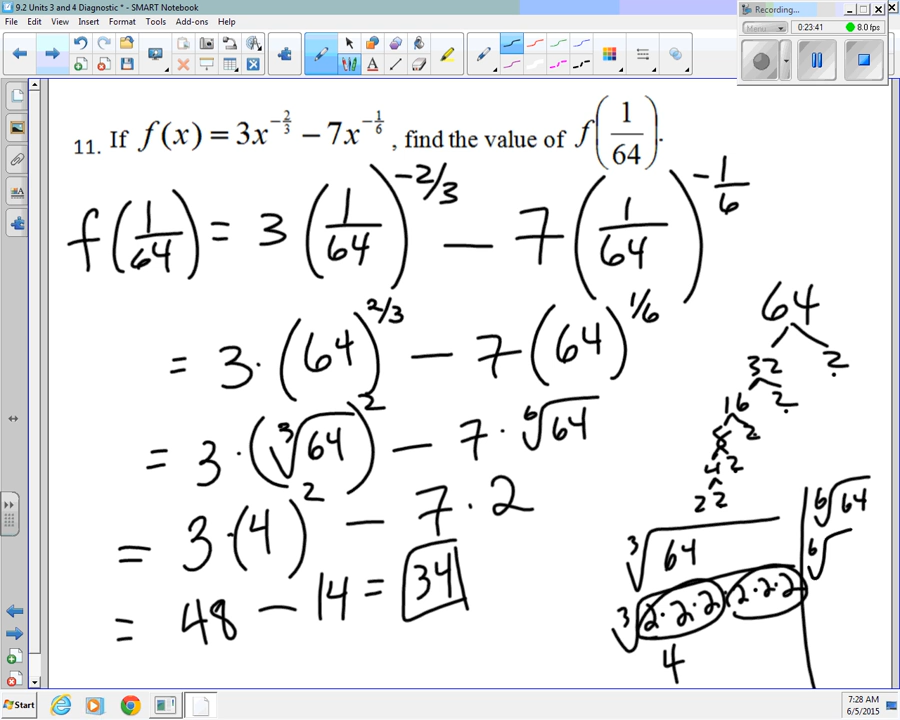 9.2 Units 3 and 4 Diagnostic * - SMART Notebook
Recording...
File Edit View Insert Format Tools Add-ons Help
Menu 0:23:41 8.0 fps
11. If f(x) = 3x^{-2/3} − 7x^{-1/6}, find the value of f(1/64).
f(1/64) = 3(1/64)^{-2/3} − 7(1/64)^{-1/6}
= 3·(64)^{2/3} − 7(64)^{1/6}
= 3·(∛64)^2 − 7·⁶√64
= 3·(4)^2 − 7·2
= 48 − 14 = 34
64
32 2
16 2
8 2
4 2
2 2
∛64
∛2·2·2·2·2·2
4
⁶√64
⁶√
Start
7:28 AM
6/5/2015